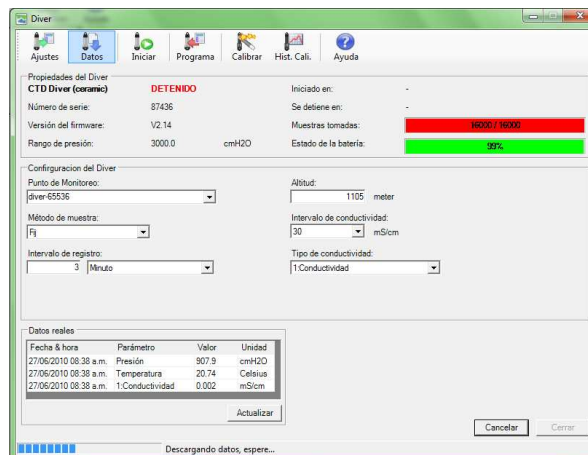 Diver
Ajustes Datos Iniciar Programa Calibrar Hist. Cali. Ayuda
Propiedades del Diver
CTD Diver (ceramic) DETENIDO Iniciado en: -
Número de serie: 87436 Se detiene en: -
Versión del firmware: V2.14 Muestras tomadas: 16000 / 16000
Rango de presión: 3000.0 cmH2O Estado de la batería: 99%
Confirguracion del Diver
Punto de Monitoreo: Altitud:
diver-65536 1105 meter
Método de muestra: Intervalo de conductividad:
Fij 30 mS/cm
Intervalo de registro: Tipo de conductividad:
3 Minuto 1:Conductividad
Datos reales
Fecha & hora Parámetro Valor Unidad
27/06/2010 08:38 a.m. Presión 907.9 cmH2O
27/06/2010 08:38 a.m. Temperatura 20.74 Celsius
27/06/2010 08:38 a.m. 1:Conductividad 0.002 mS/cm
Actualizar
Cancelar Cerrar
Descargando datos, espere...